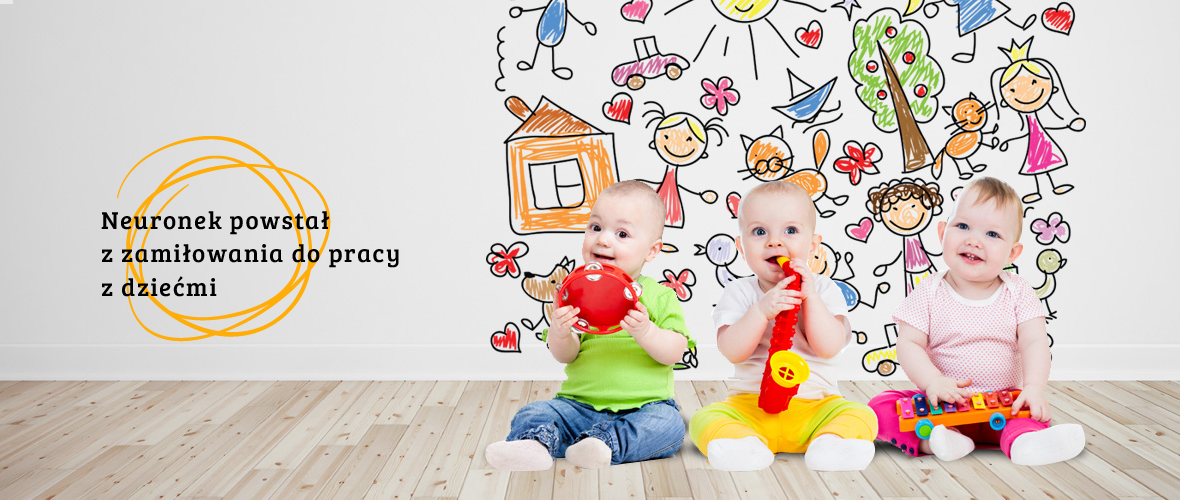 Neuronek powstał
z zamiłowania do pracy
z dziećmi